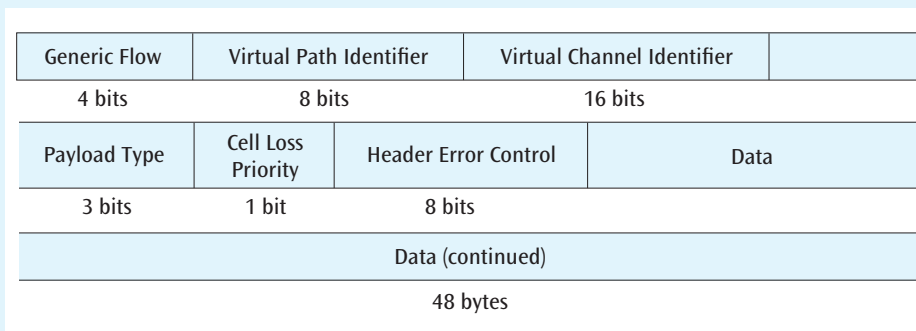 Generic Flow Virtual Path Identifier Virtual Channel Identifier
4 bits 8 bits 16 bits
Payload Type Cell Loss Priority Header Error Control Data
3 bits 1 bit 8 bits
Data (continued)
48 bytes